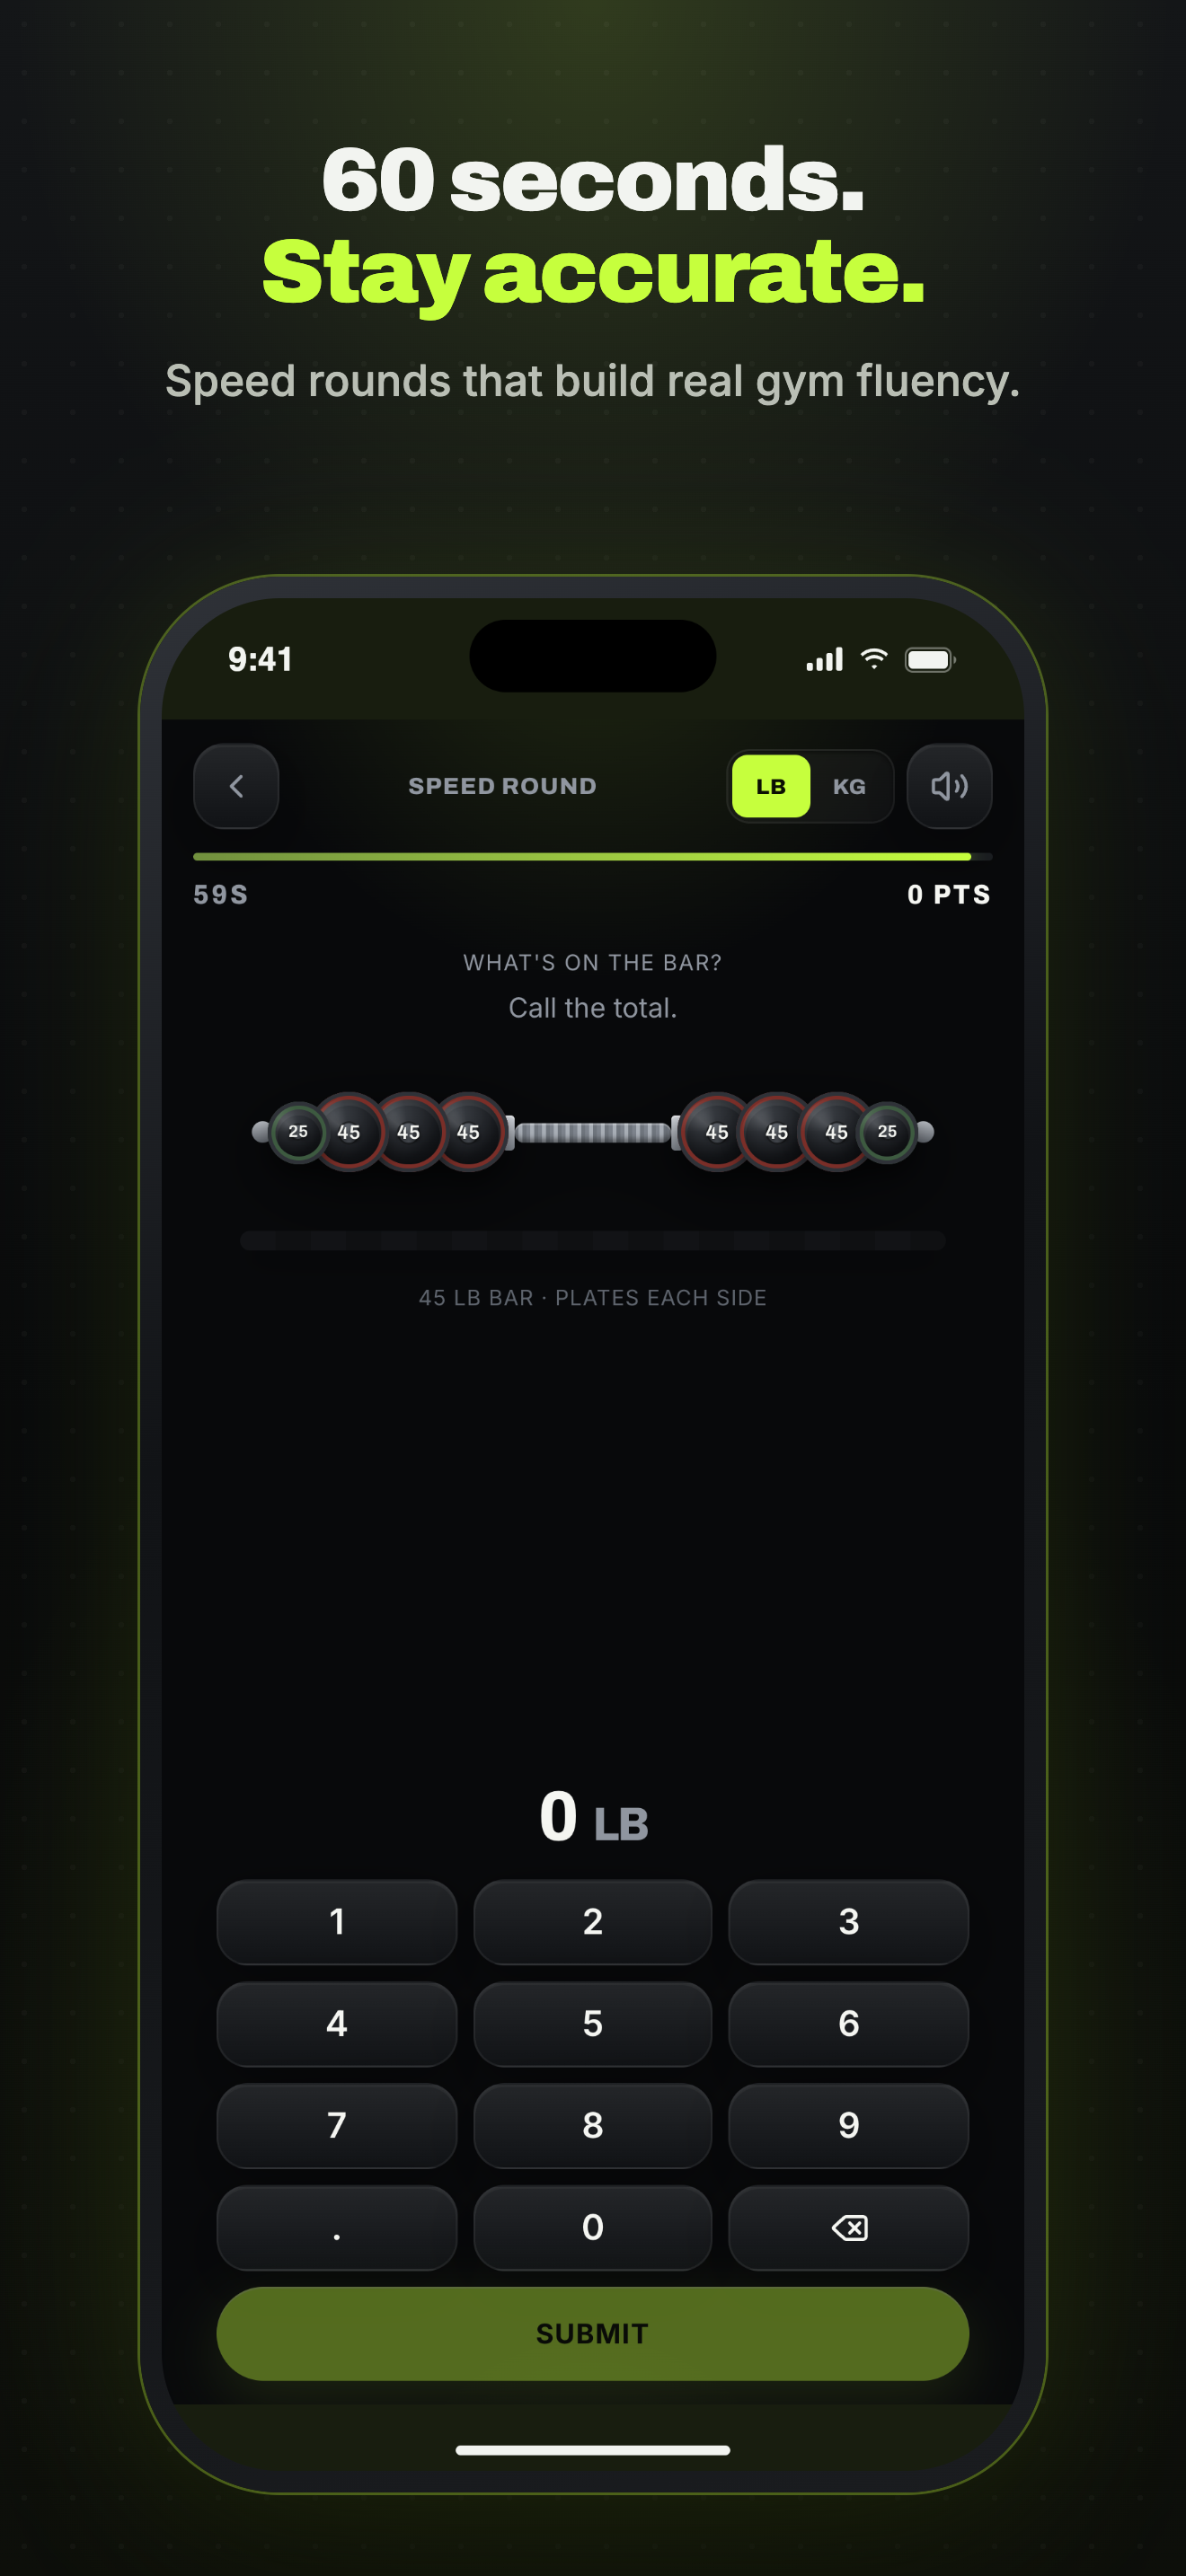 60 seconds.
Stay accurate.
Speed rounds that build real gym fluency.
9:41
SPEED ROUND LB KG
59S 0 PTS
WHAT'S ON THE BAR?
Call the total.
25 45 45 45 45 45 45 25
45 LB BAR · PLATES EACH SIDE
0 LB
1 2 3
4 5 6
7 8 9
. 0
SUBMIT